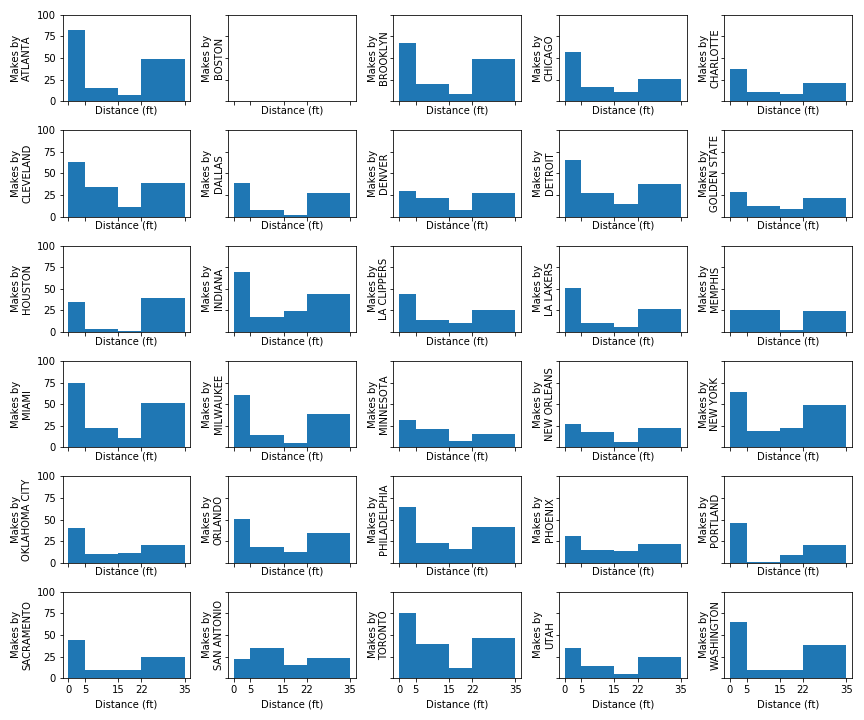 100
75
50
25
0
Makes by
ATLANTA
Distance (ft)
Makes by
BOSTON
Distance (ft)
Makes by
BROOKLYN
Distance (ft)
Makes by
CHICAGO
Distance (ft)
Makes by
CHARLOTTE
Distance (ft)
100
75
50
25
0
Makes by
CLEVELAND
Distance (ft)
Makes by
DALLAS
Distance (ft)
Makes by
DENVER
Distance (ft)
Makes by
DETROIT
Distance (ft)
Makes by
GOLDEN STATE
Distance (ft)
100
75
50
25
0
Makes by
HOUSTON
Distance (ft)
Makes by
INDIANA
Distance (ft)
Makes by
LA CLIPPERS
Distance (ft)
Makes by
LA LAKERS
Distance (ft)
Makes by
MEMPHIS
Distance (ft)
100
75
50
25
0
Makes by
MIAMI
Distance (ft)
Makes by
MILWAUKEE
Distance (ft)
Makes by
MINNESOTA
Distance (ft)
Makes by
NEW ORLEANS
Distance (ft)
Makes by
NEW YORK
Distance (ft)
100
75
50
25
0
Makes by
OKLAHOMA CITY
Distance (ft)
Makes by
ORLANDO
Distance (ft)
Makes by
PHILADELPHIA
Distance (ft)
Makes by
PHOENIX
Distance (ft)
Makes by
PORTLAND
Distance (ft)
100
75
50
25
0
Makes by
SACRAMENTO
0 5 15 22 35
Distance (ft)
Makes by
SAN ANTONIO
0 5 15 22 35
Distance (ft)
Makes by
TORONTO
0 5 15 22 35
Distance (ft)
Makes by
UTAH
0 5 15 22 35
Distance (ft)
Makes by
WASHINGTON
0 5 15 22 35
Distance (ft)